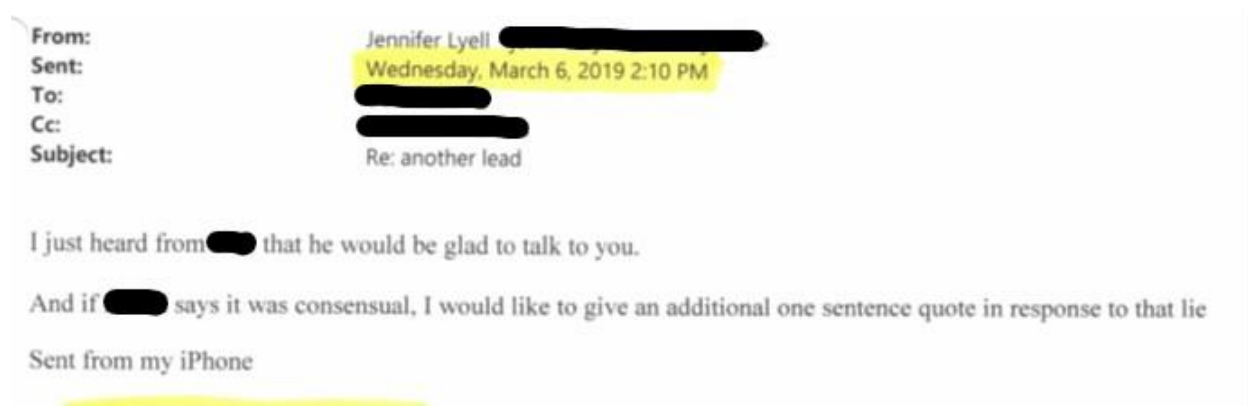 From: Jennifer Lyell
Sent: Wednesday, March 6, 2019 2:10 PM
To:
Cc:
Subject: Re: another lead
I just heard from that he would be glad to talk to you.
And if says it was consensual, I would like to give an additional one sentence quote in response to that lie
Sent from my iPhone